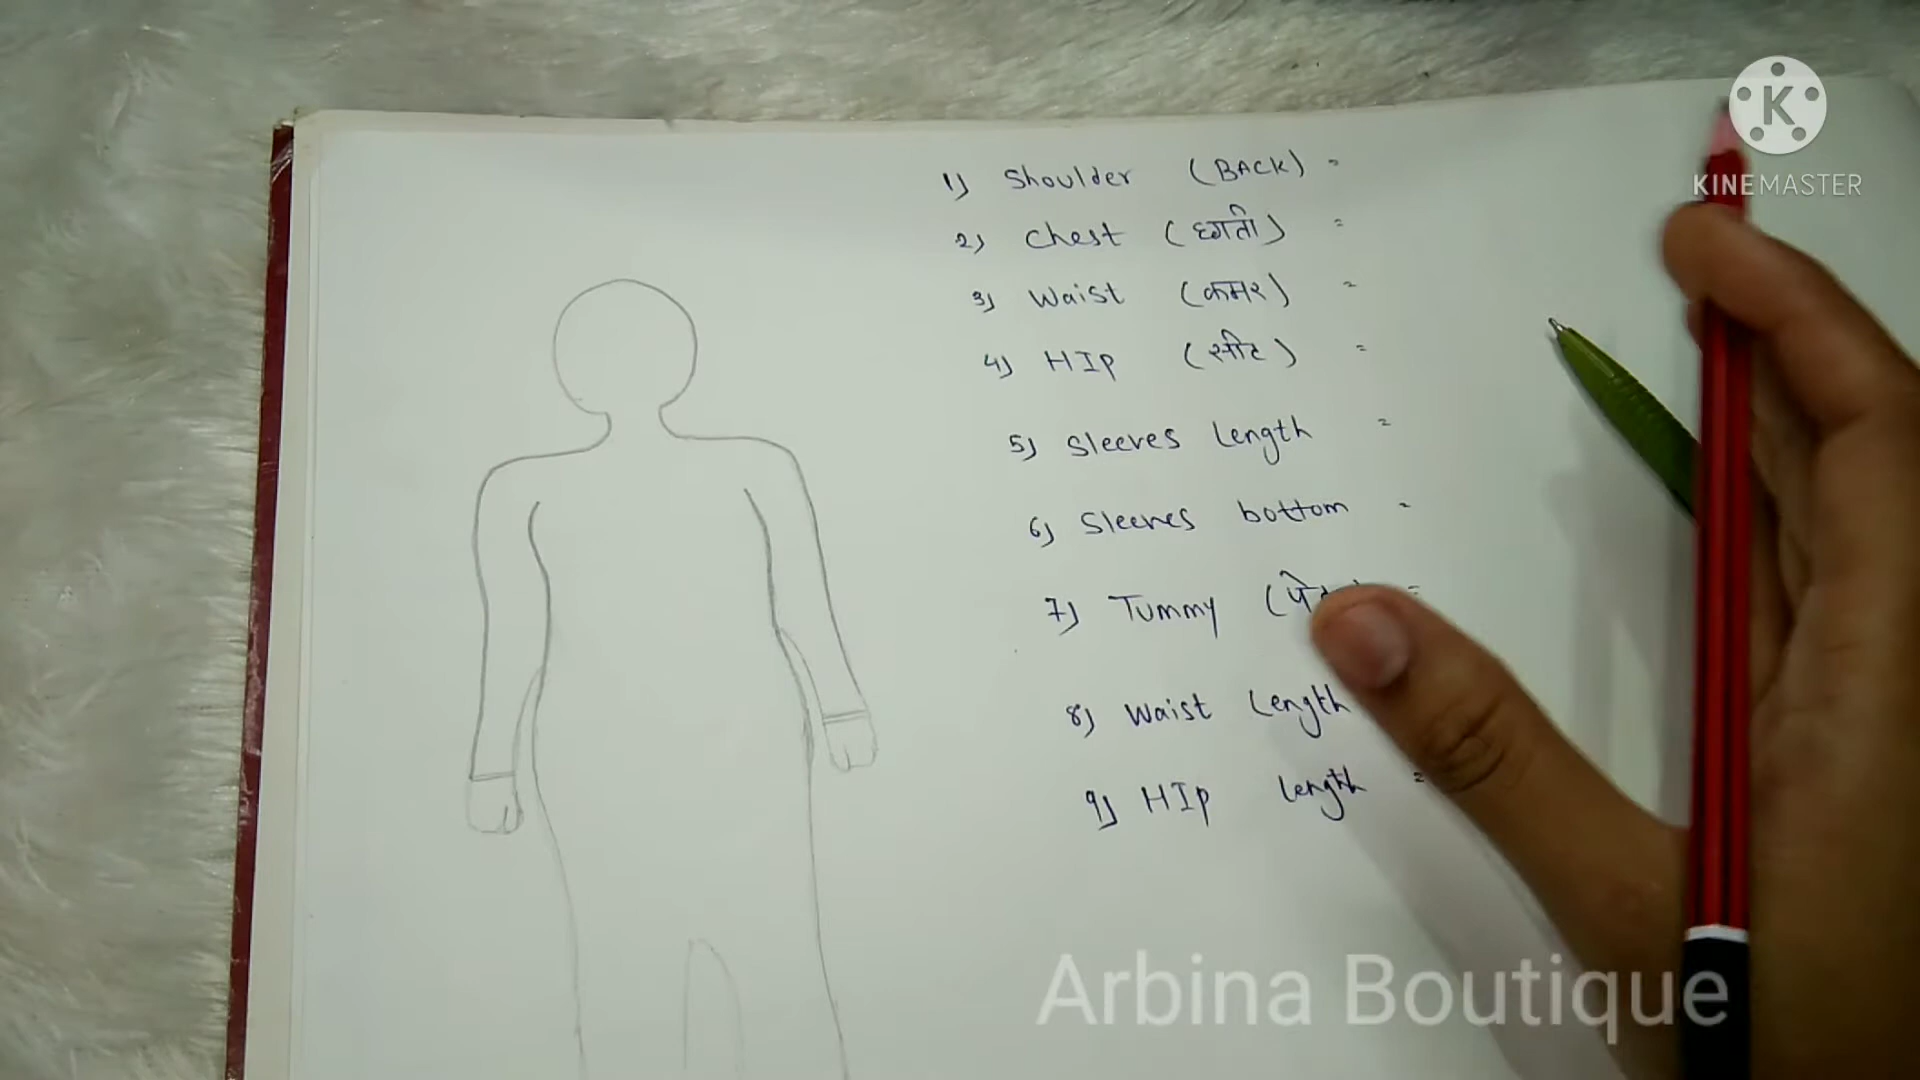 K
KINEMASTER
1) Shoulder (BACK) =
2) Chest (छाती) =
3) Waist (कमर) =
4) HIp (सीट) =
5) Sleeves Length =
6) Sleeves bottom =
7) Tummy =
8) Waist Length
9) HIp Length =
Arbina Boutique